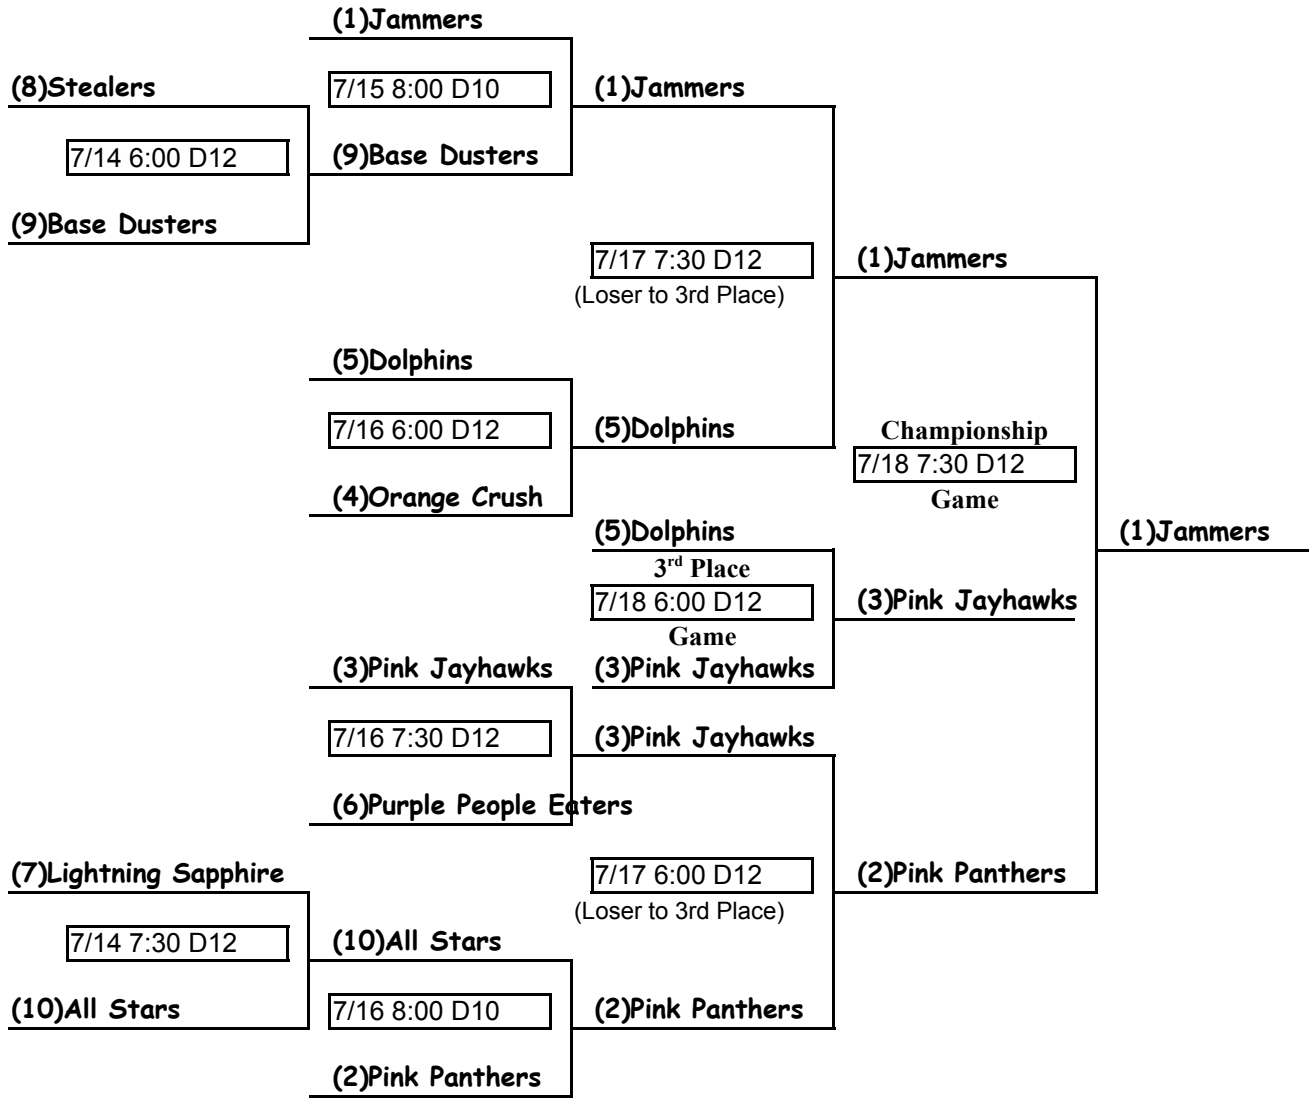 (1)Jammers
(8)Stealers
7/15 8:00 D10
(1)Jammers
7/14 6:00 D12
(9)Base Dusters
(9)Base Dusters
7/17 7:30 D12
(1)Jammers
(Loser to 3rd Place)
(5)Dolphins
7/16 6:00 D12
(5)Dolphins
Championship
7/18 7:30 D12
Game
(4)Orange Crush
(5)Dolphins
(1)Jammers
3rd Place
7/18 6:00 D12
(3)Pink Jayhawks
Game
(3)Pink Jayhawks
(3)Pink Jayhawks
7/16 7:30 D12
(3)Pink Jayhawks
(6)Purple People Eaters
(7)Lightning Sapphire
7/17 6:00 D12
(2)Pink Panthers
(Loser to 3rd Place)
7/14 7:30 D12
(10)All Stars
(10)All Stars
7/16 8:00 D10
(2)Pink Panthers
(2)Pink Panthers